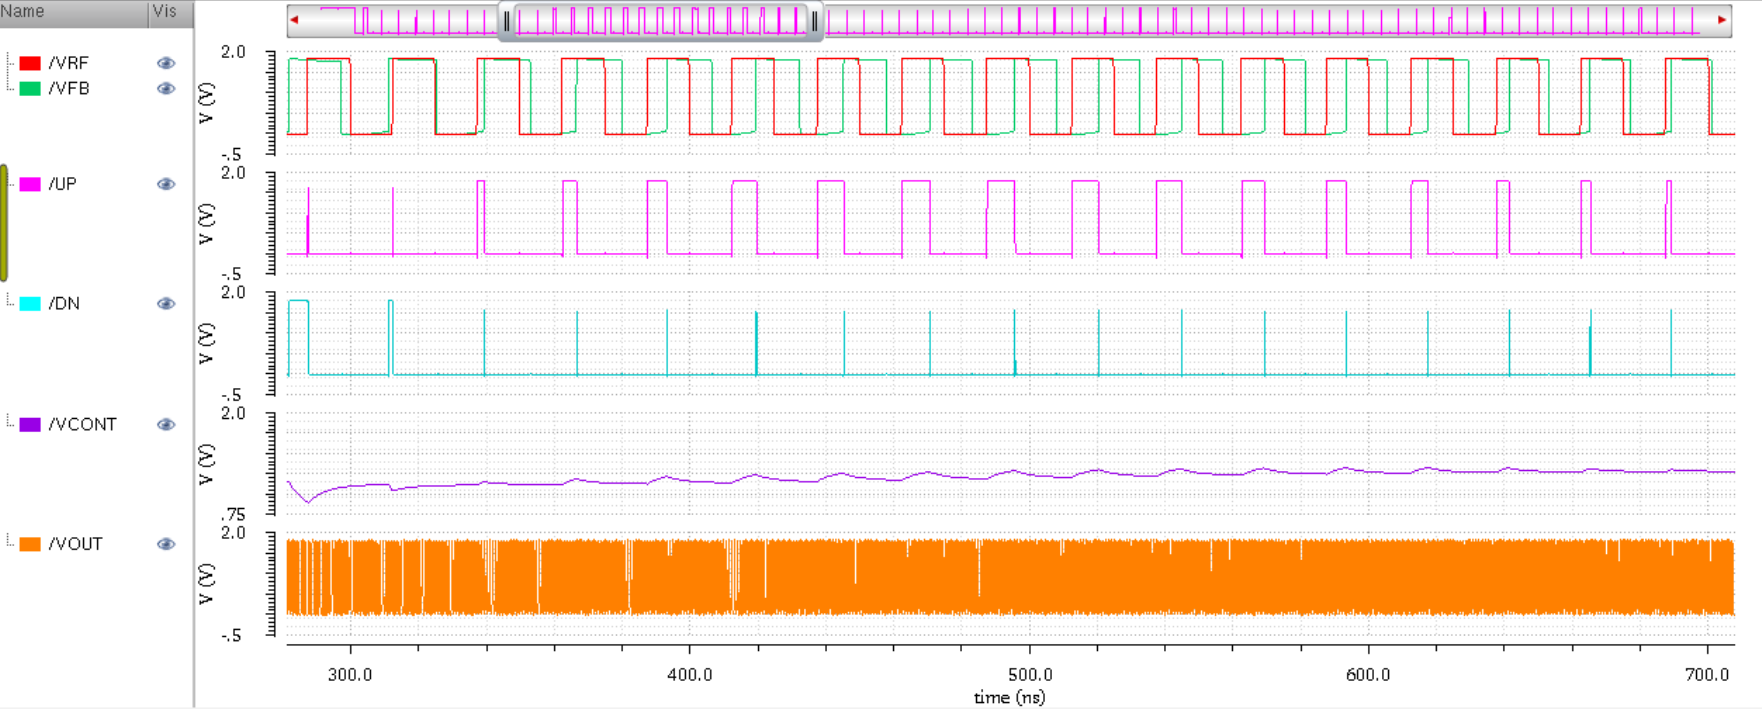 Name Vis
/VRF
/VFB
/UP
/DN
/VCONT
/VOUT
2.0
V (V)
-.5
2.0
V (V)
-.5
2.0
V (V)
-.5
2.0
V (V)
.75
2.0
V (V)
-.5
300.0 400.0 500.0 600.0 700.0
time (ns)